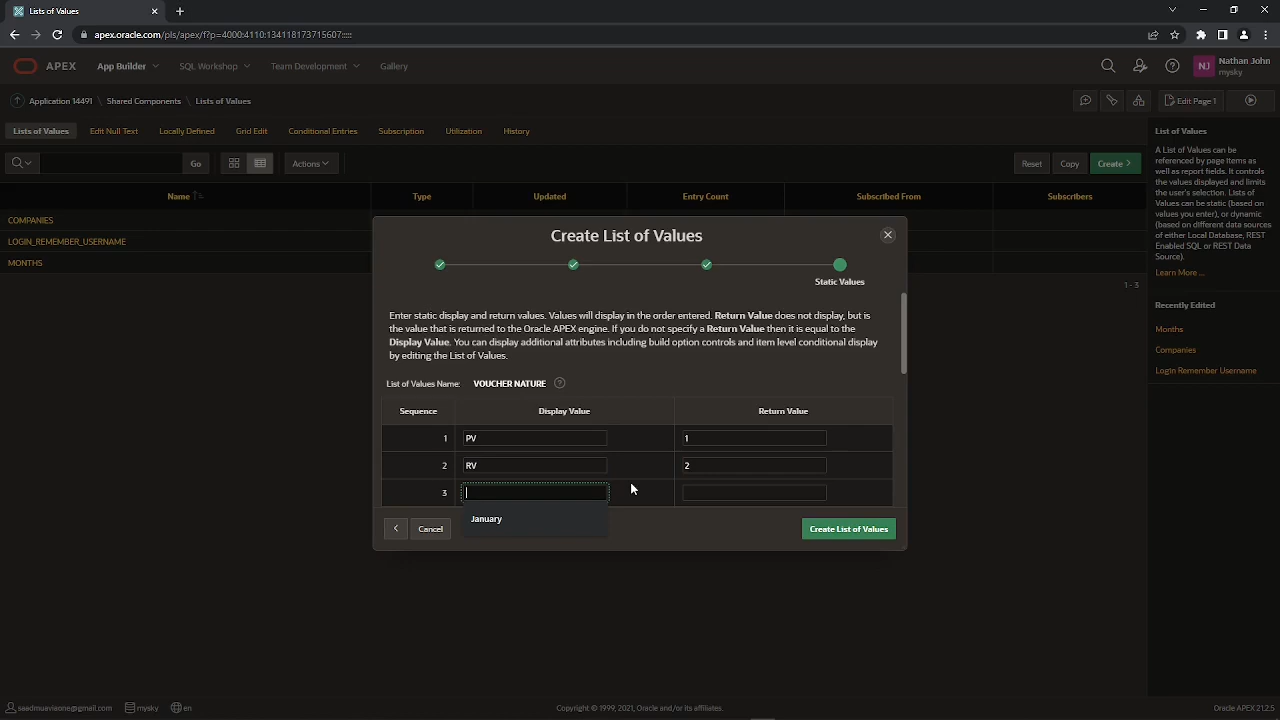 Lists of Values
apex.oracle.com/pls/apex/f?p=4000:4110:134118173715607:::::
APEX App Builder SQL Workshop Team Development Gallery
NJ Nathan John
mysky
Application 14491 \ Shared Components \ Lists of Values
Edit Page 1
Lists of Values Edit Null Text Locally Defined Grid Edit Conditional Entries Subscription Utilization History
Go Actions Reset Copy Create
Name Type Updated Entry Count Subscribed From Subscribers
COMPANIES
LOGIN_REMEMBER_USERNAME
MONTHS
1 - 3
List of Values
A List of Values can be
referenced by page items as
well as report fields. It controls
the values displayed and limits
the user's selection. Lists of
Values can be static (based on
values you enter), or dynamic
(based on different data sources
of either Local Database, REST
Enabled SQL or REST Data
Source).
Learn More ...
Recently Edited
Months
Companies
Login Remember Username
Create List of Values
Static Values
Enter static display and return values. Values will display in the order entered. Return Value does not display, but is
the value that is returned to the Oracle APEX engine. If you do not specify a Return Value then it is equal to the
Display Value. You can display additional attributes including build option controls and item level conditional display
by editing the List of Values.
List of Values Name: VOUCHER NATURE
Sequence Display Value Return Value
1 PV 1
2 RV 2
3
January
Cancel Create List of Values
saadmuaviaone@gmail.com mysky en
Copyright © 1999, 2021, Oracle and/or its affiliates.
Oracle APEX 21.2.5